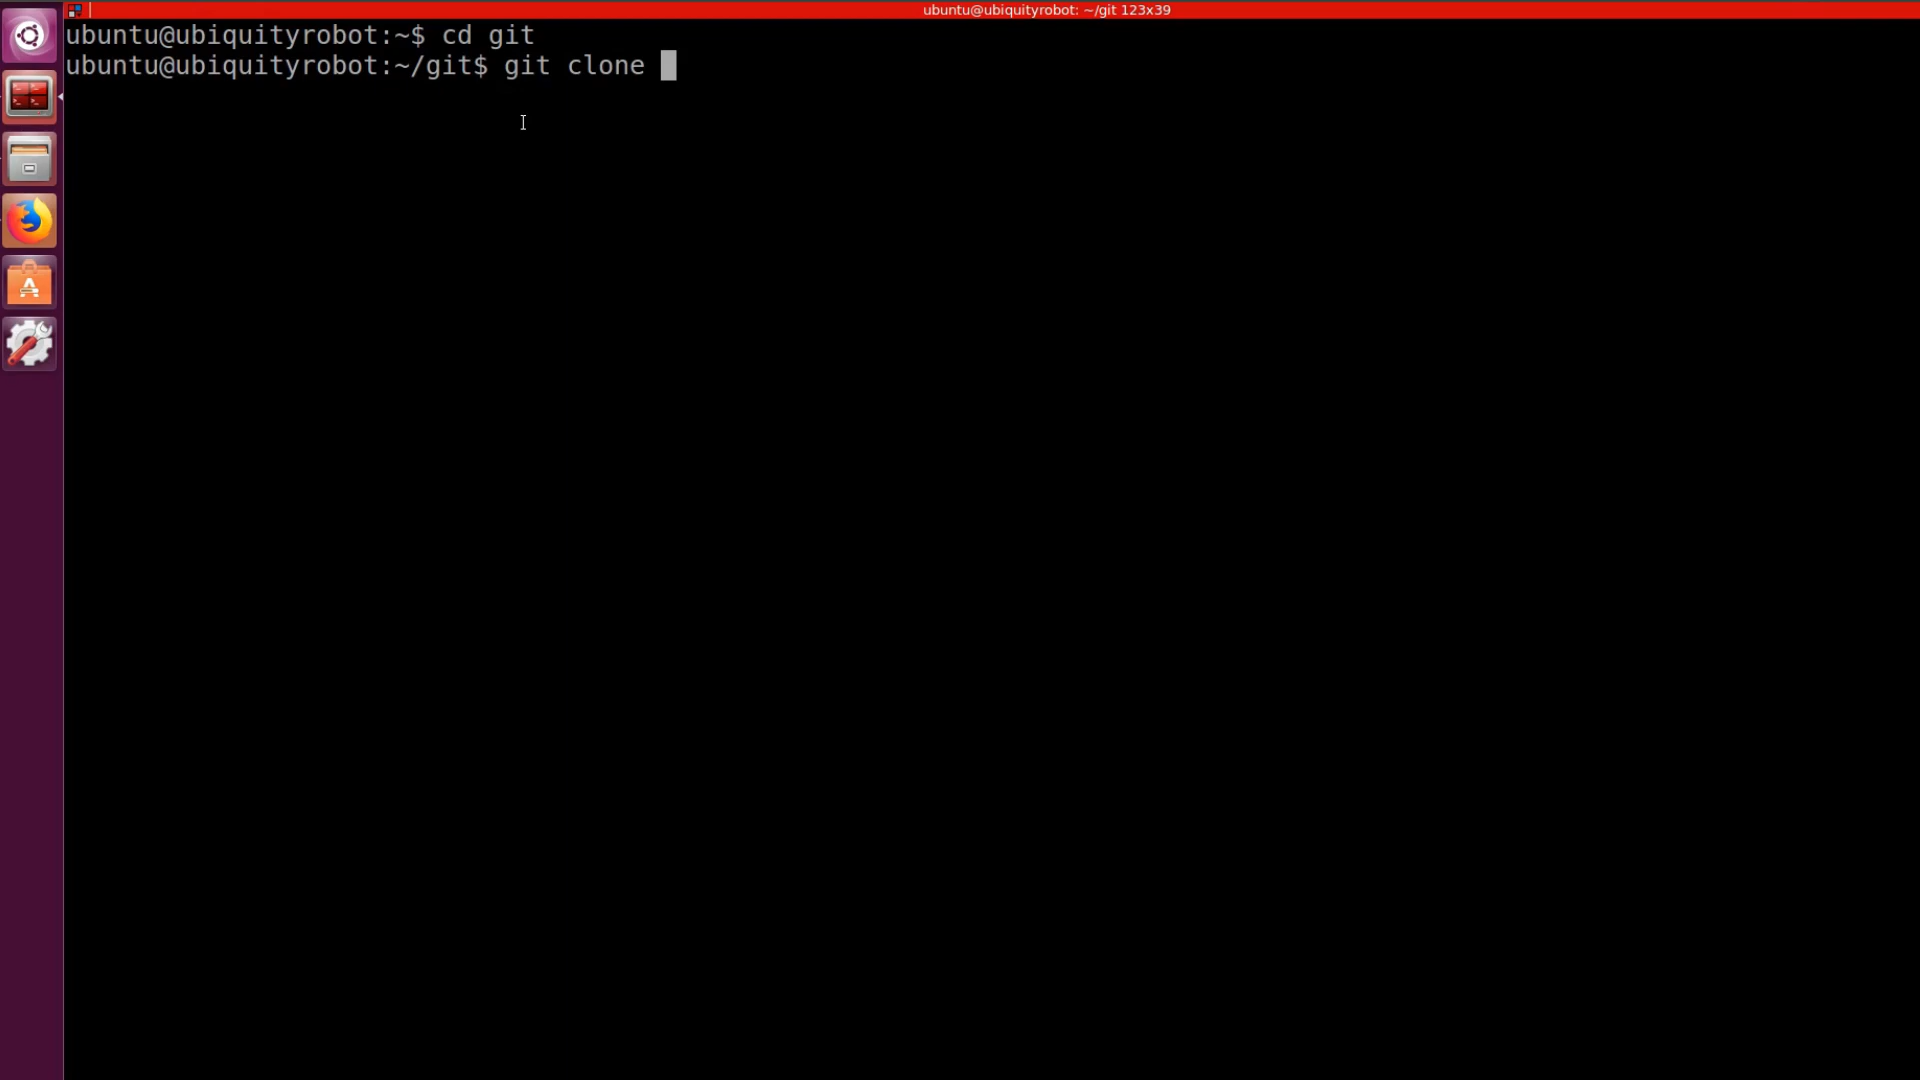 ubuntu@ubiquityrobot: ~/git 123x39
ubuntu@ubiquityrobot:~$ cd git
ubuntu@ubiquityrobot:~/git$ git clone